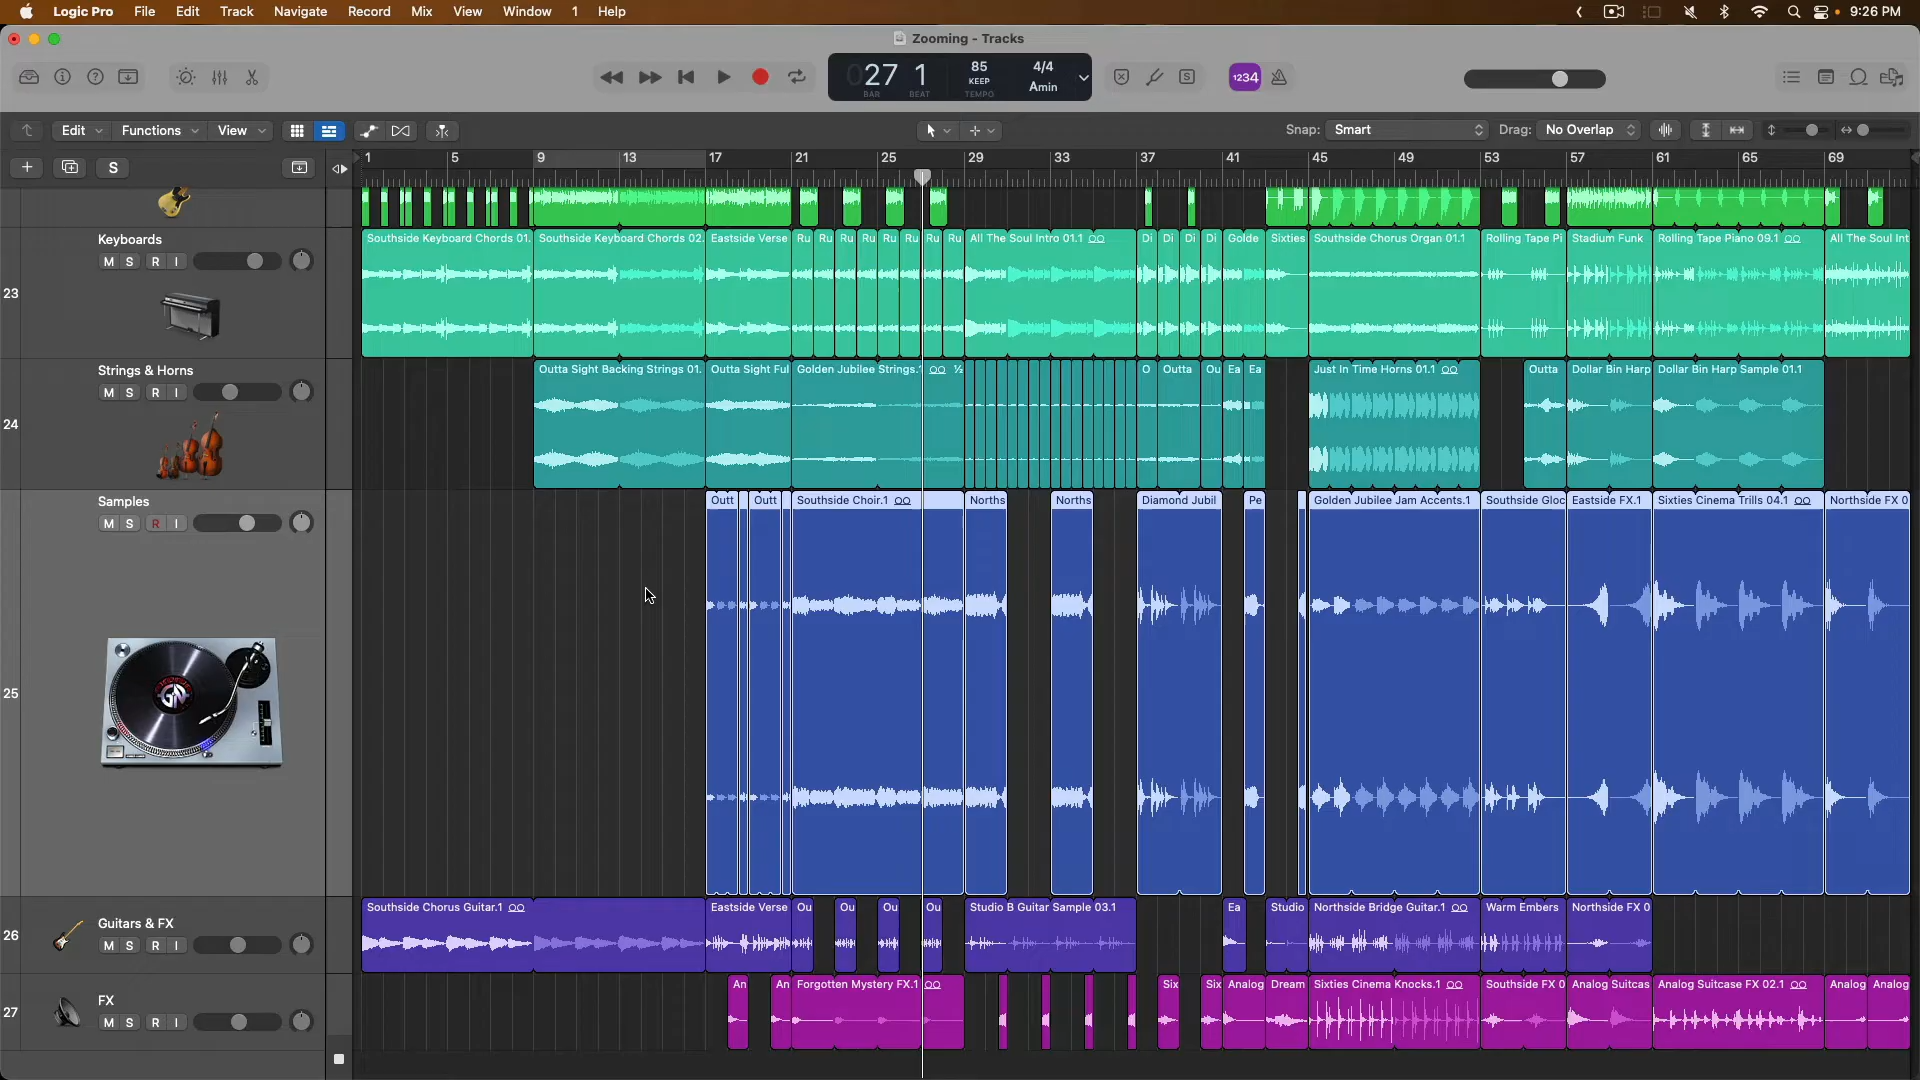 Logic Pro File Edit Track Navigate Record Mix View Window 1 Help 9:26 PM
Zooming - Tracks
027 1 85 4/4
KEEP Amin
BAR BEAT TEMPO
S 1234
Edit Functions View Snap: Smart Drag: No Overlap
S 1 5 9 13 17 21 25 29 33 37 41 45 49 53 57 61 65 69
Keyboards
M S R I
23
Southside Keyboard Chords 01. Southside Keyboard Chords 02. Eastside Verse Ru Ru Ru Ru Ru Ru Ru Ru All The Soul Intro 01.1 Di Di Di Di Golde Sixties Southside Chorus Organ 01.1 Rolling Tape Pi Stadium Funk Rolling Tape Piano 09.1 All The Soul Int
Strings & Horns
M S R I
24
Outta Sight Backing Strings 01. Outta Sight Ful Golden Jubilee Strings. O Outta Ou Ea Ea Just In Time Horns 01.1 Outta Dollar Bin Harp Dollar Bin Harp Sample 01.1
Samples
M S R I
25
Outt Outt Southside Choir.1 Norths Norths Diamond Jubil Pe Golden Jubilee Jam Accents.1 Southside Gloc Eastside FX.1 Sixties Cinema Trills 04.1 Northside FX 0
Guitars & FX
M S R I
26
Southside Chorus Guitar.1 Eastside Verse Ou Ou Ou Ou Studio B Guitar Sample 03.1 Ea Studio Northside Bridge Guitar.1 Warm Embers Northside FX 0
FX
M S R I
27
An An Forgotten Mystery FX.1 Six Six Analog Dream Sixties Cinema Knocks.1 Southside FX 0 Analog Suitcas Analog Suitcase FX 02.1 Analog Analog